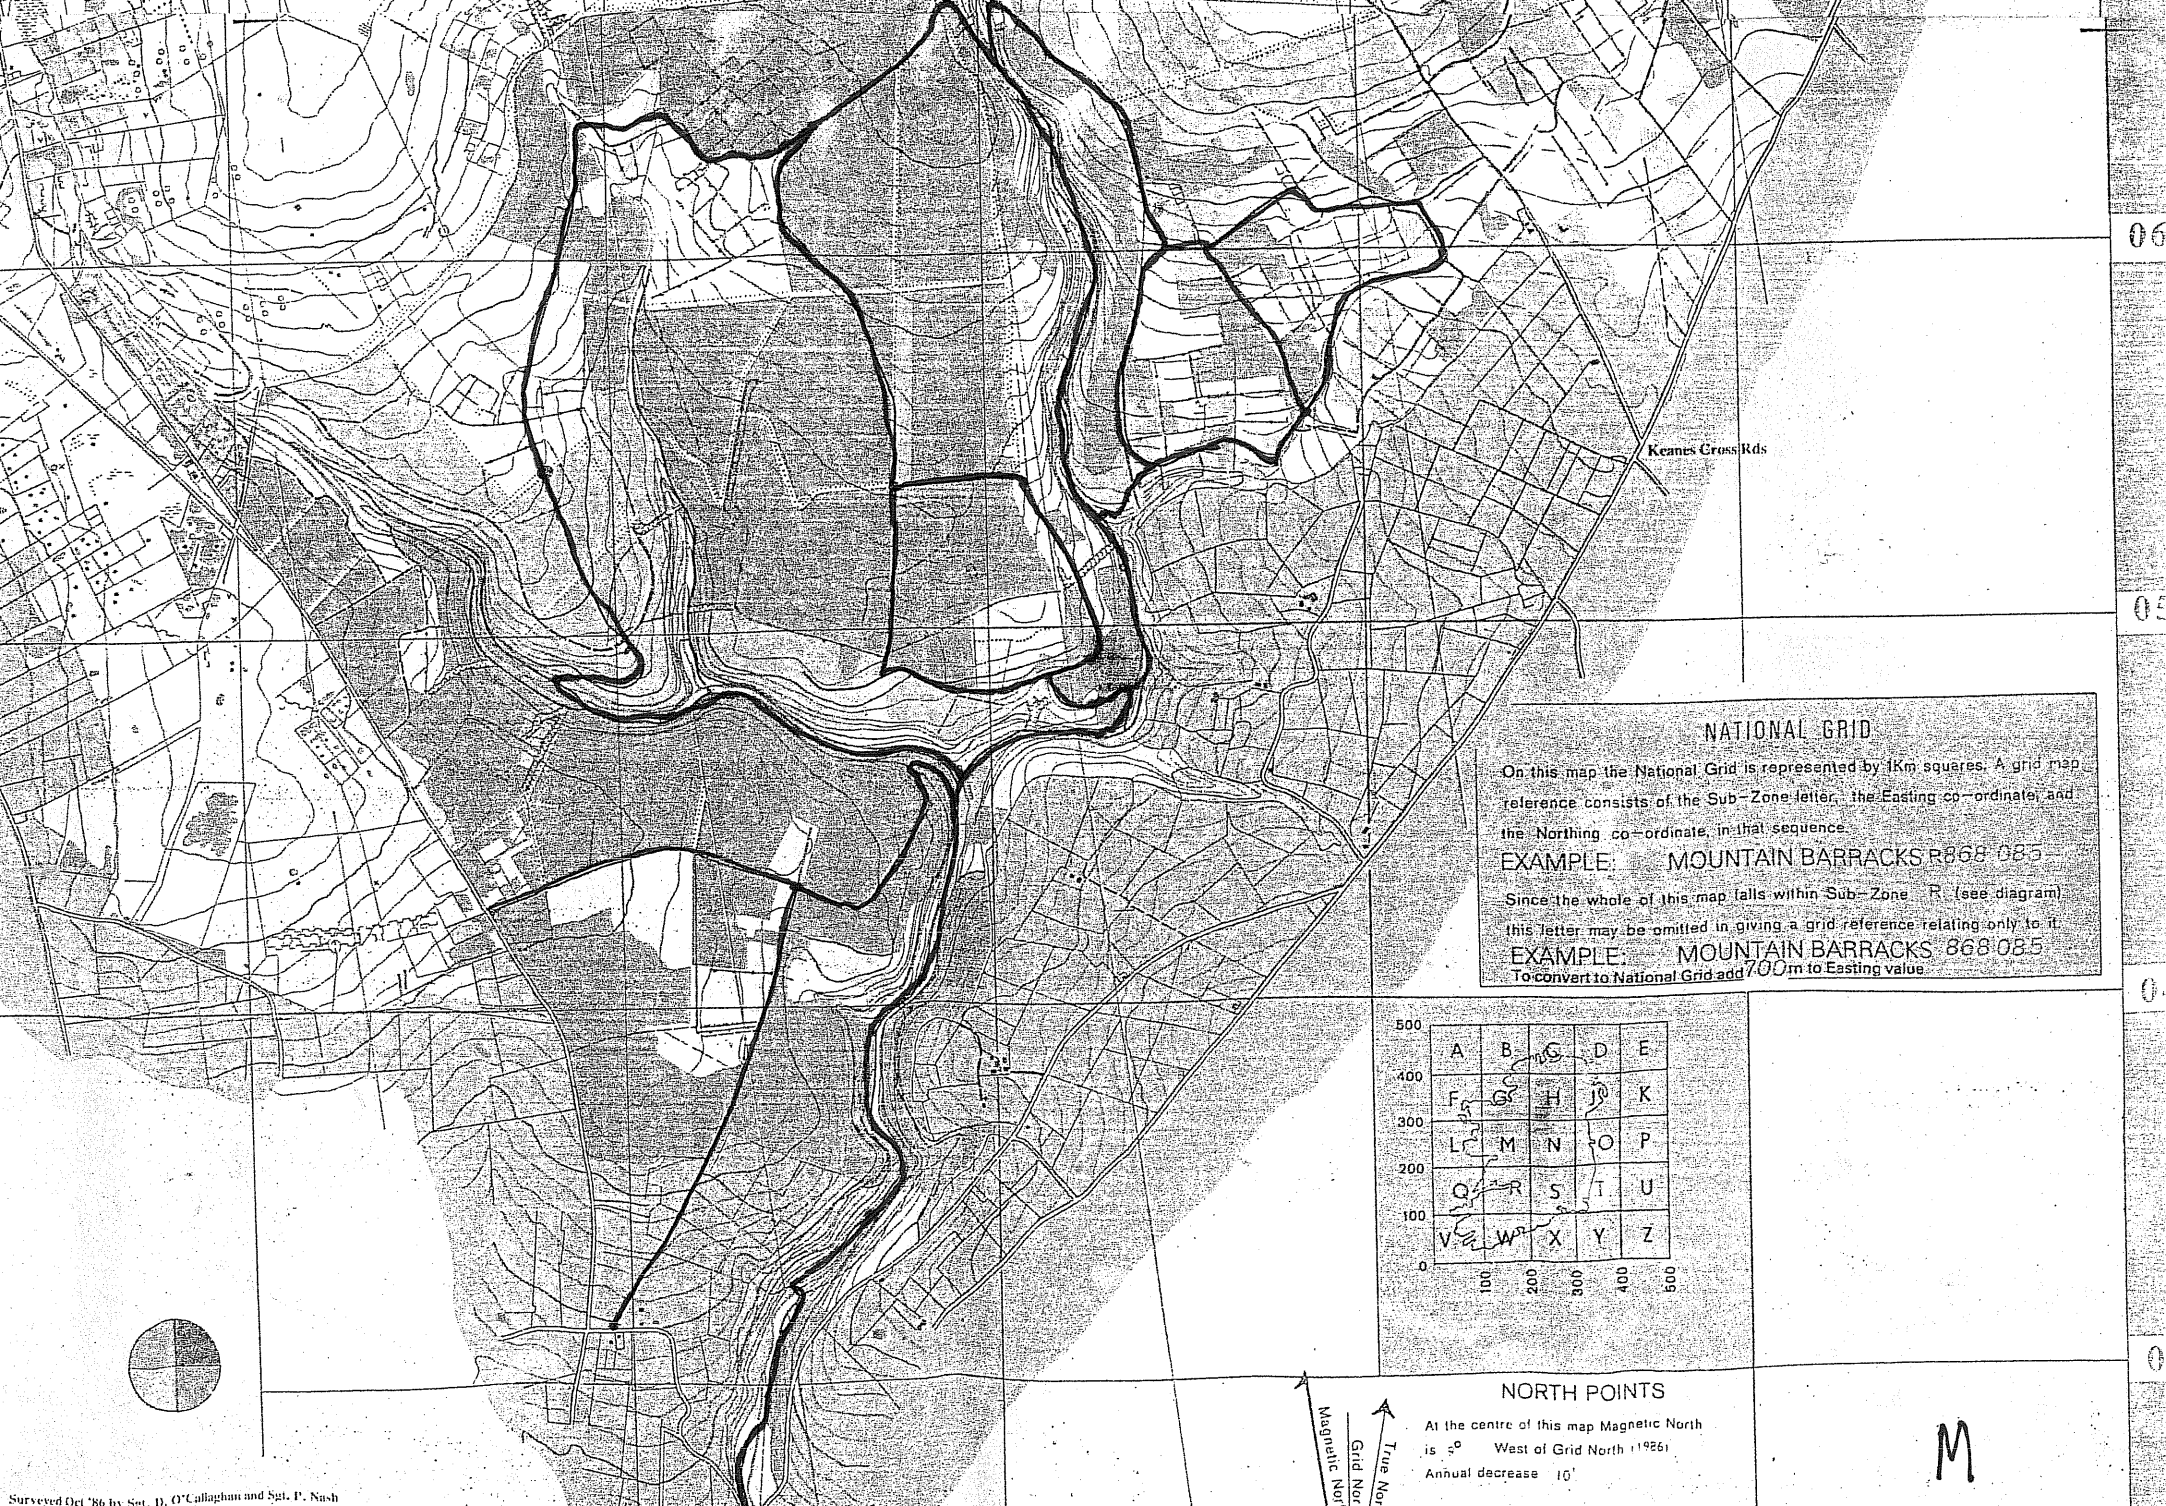 06
Keanes Cross Rds
NATIONAL GRID
On this map the National Grid is represented by 1Km squares. A grid map
reference consists of the Sub-Zone letter, the Easting co-ordinate, and
the Northing co-ordinate, in that sequence.
EXAMPLE: MOUNTAIN BARRACKS R868 085
Since the whole of this map falls within Sub-Zone R (see diagram)
this letter may be omitted in giving a grid reference relating only to it
EXAMPLE: MOUNTAIN BARRACKS 868 085
To convert to National Grid add 700m to Easting value
500
A B C D E
400
F G H J K
300
L M N O P
200
Q R S T U
100
V W X Y Z
0
100 200 300 400 500
NORTH POINTS
At the centre of this map Magnetic North
is West of Grid North (1986)
Annual decrease 10'
Magnetic Nor
Grid Nor
True Nor
M
Surveyed Oct '86 by Sgt. D. O'Callaghan and Sgt. P. Nash